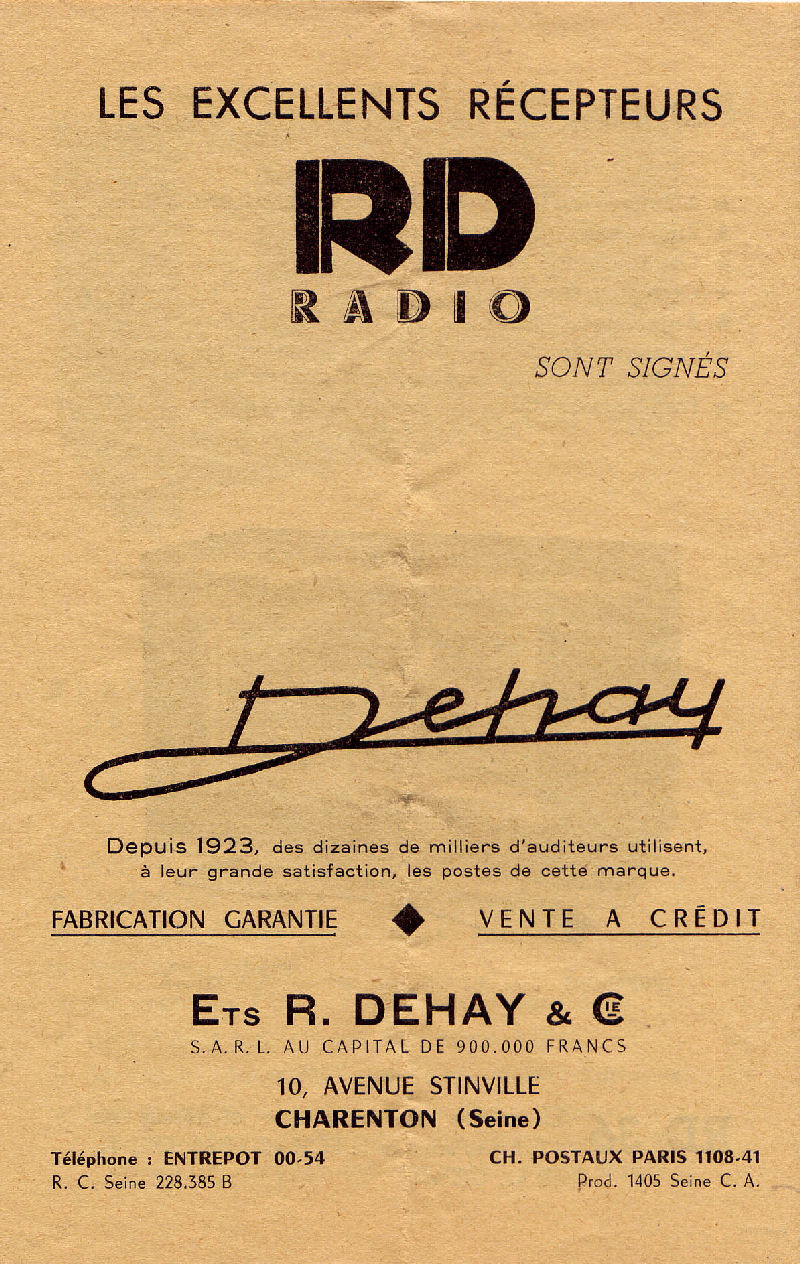 LES EXCELLENTS RÉCEPTEURS
RD
RADIO
SONT SIGNÉS
Dehay
Depuis 1923, des dizaines de milliers d'auditeurs utilisent,
à leur grande satisfaction, les postes de cette marque.
FABRICATION GARANTIE ◆ VENTE A CRÉDIT
ETS R. DEHAY & CIE
S.A.R.L. AU CAPITAL DE 900.000 FRANCS
10, AVENUE STINVILLE
CHARENTON (Seine)
Téléphone : ENTREPOT 00-54 CH. POSTAUX PARIS 1108-41
R. C. Seine 228.385 B Prod. 1405 Seine C. A.